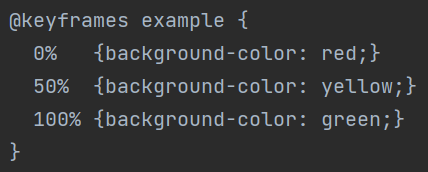 @keyframes example {
  0%   {background-color: red;}
  50%  {background-color: yellow;}
  100% {background-color: green;}
}